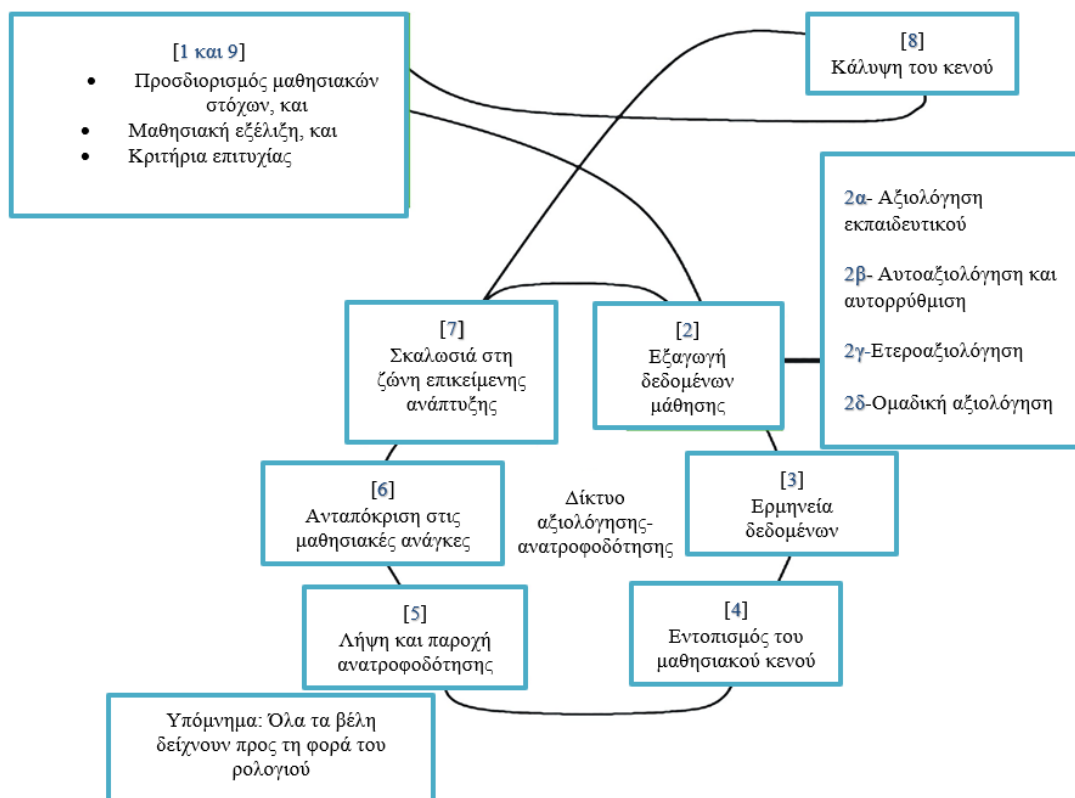 [1 και 9]
• Προσδιορισμός μαθησιακών
στόχων, και
• Μαθησιακή εξέλιξη, και
• Κριτήρια επιτυχίας
[8]
Κάλυψη του κενού
2α- Αξιολόγηση
εκπαιδευτικού
2β- Αυτοαξιολόγηση και
αυτορρύθμιση
2γ-Ετεροαξιολόγηση
2δ-Ομαδική αξιολόγηση
[7]
Σκαλωσιά στη
ζώνη επικείμενης
ανάπτυξης
[2]
Εξαγωγή
δεδομένων
μάθησης
[6]
Ανταπόκριση στις
μαθησιακές ανάγκες
Δίκτυο
αξιολόγησης-
ανατροφοδότησης
[3]
Ερμηνεία
δεδομένων
[5]
Λήψη και παροχή
ανατροφοδότησης
[4]
Εντοπισμός του
μαθησιακού κενού
Υπόμνημα: Όλα τα βέλη
δείχνουν προς τη φορά του
ρολογιού